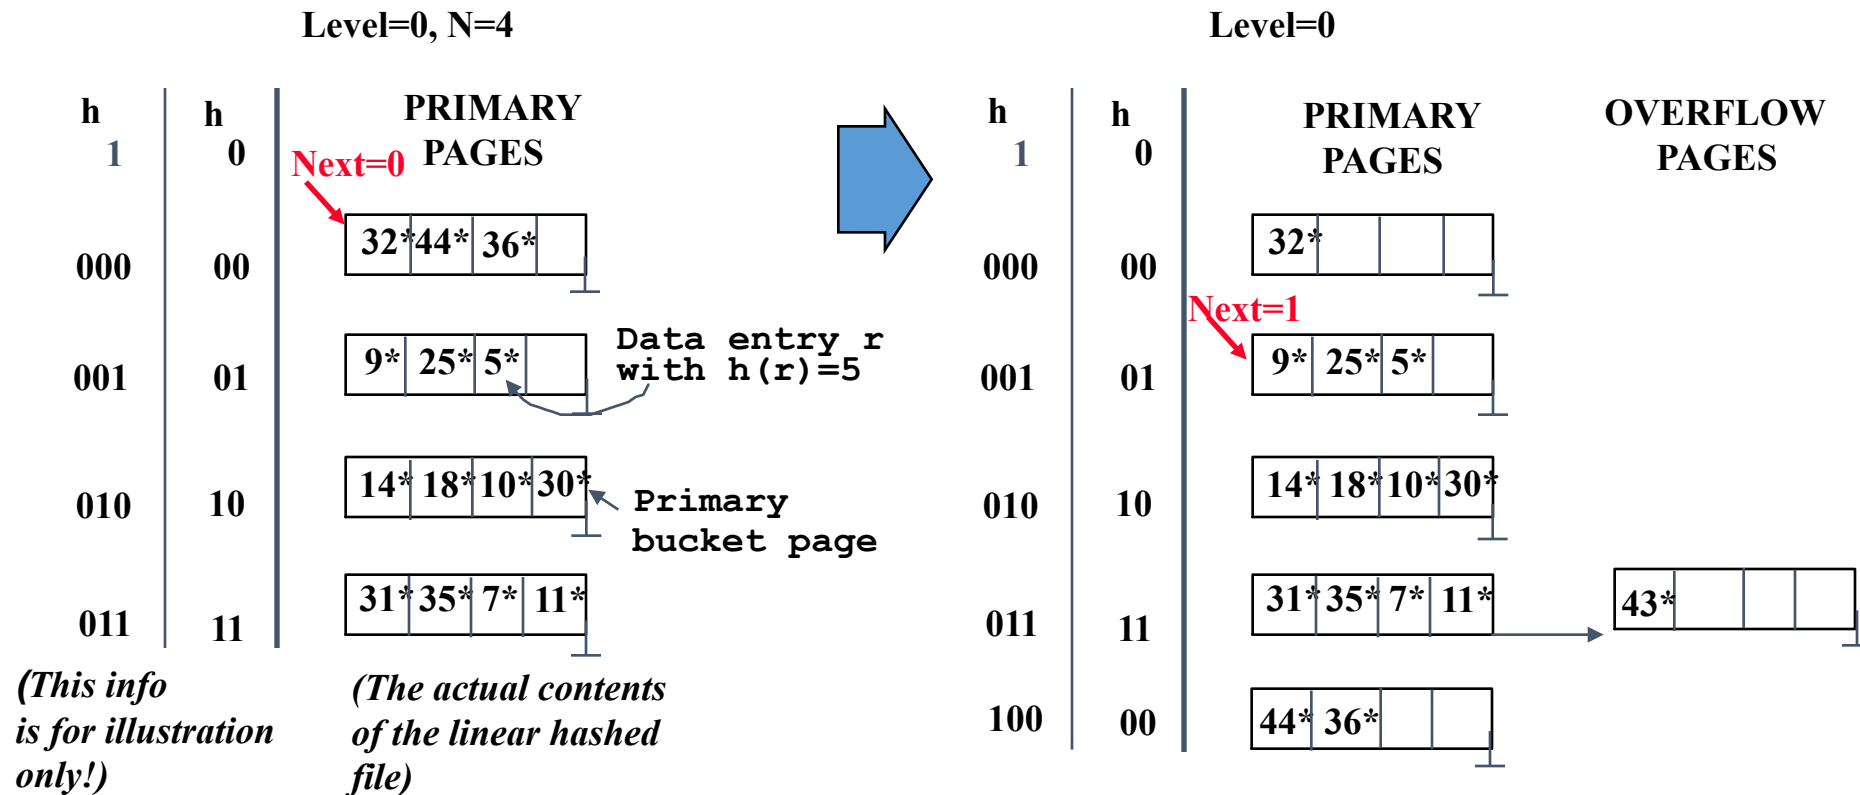 Level=0, N=4
h
1
h
0
PRIMARY
PAGES
Next=0
000
00
32* 44* 36*
001
01
9* 25* 5*
Data entry r
with h(r)=5
010
10
14* 18* 10* 30*
Primary
bucket page
011
11
31* 35* 7* 11*
(This info
is for illustration
only!)
(The actual contents
of the linear hashed
file)
Level=0
h
1
h
0
PRIMARY
PAGES
OVERFLOW
PAGES
000
00
32*
Next=1
001
01
9* 25* 5*
010
10
14* 18* 10* 30*
011
11
31* 35* 7* 11*
43*
100
00
44* 36*